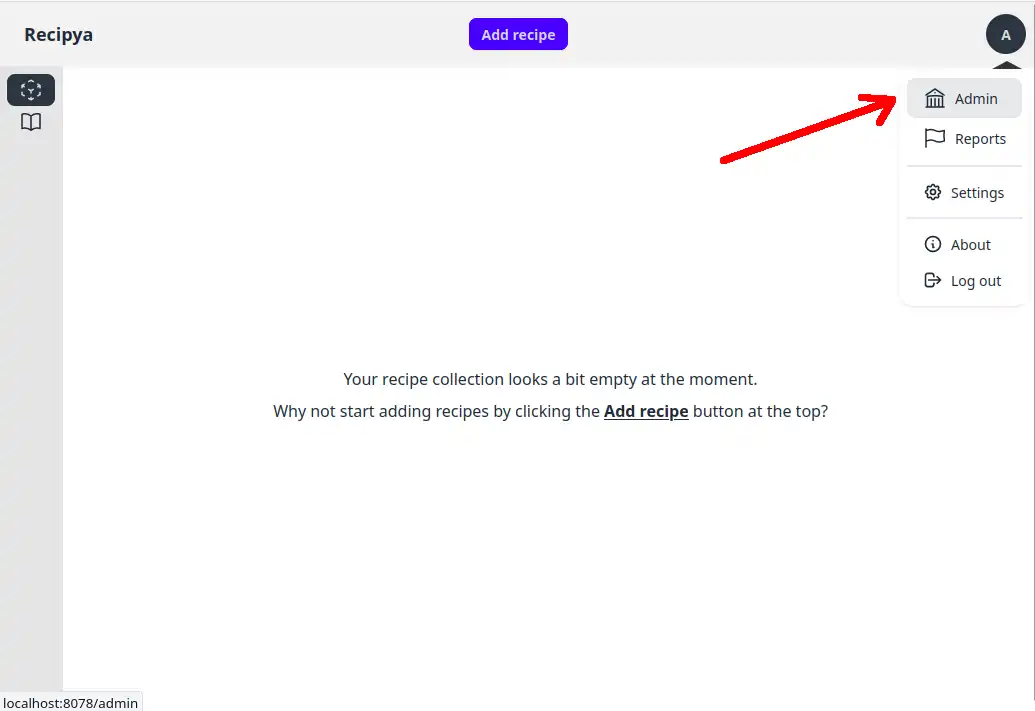 Recipya
Add recipe
A
Admin
Reports
Settings
About
Log out
Your recipe collection looks a bit empty at the moment.
Why not start adding recipes by clicking the Add recipe button at the top?
localhost:8078/admin